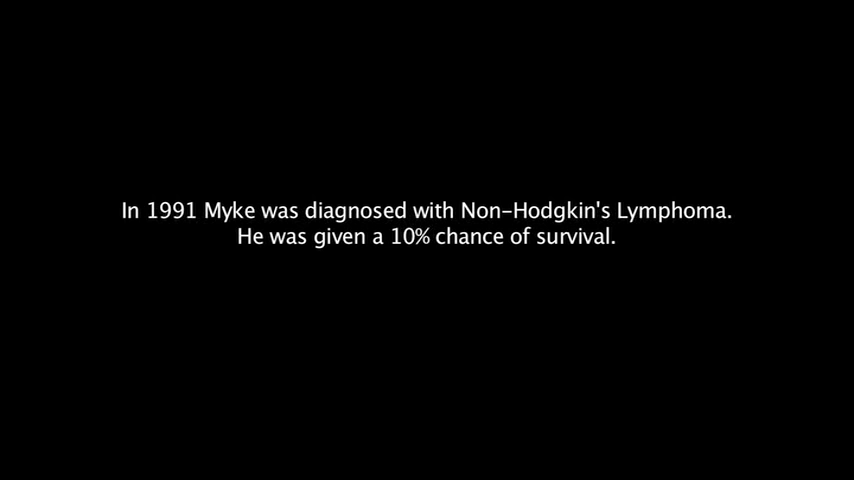 In 1991 Myke was diagnosed with Non-Hodgkin's Lymphoma.
He was given a 10% chance of survival.